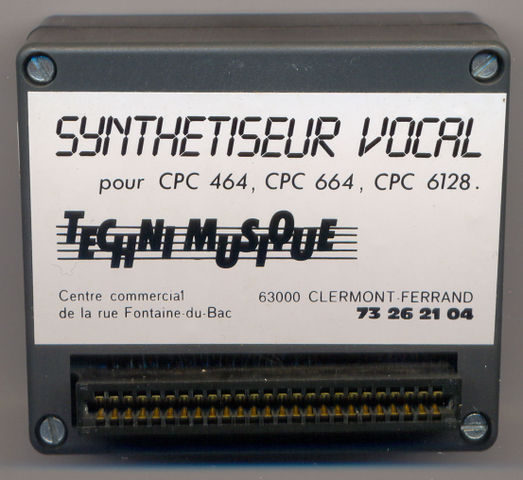 SYNTHETISEUR VOCAL
pour CPC 464, CPC 664, CPC 6128.
TECHNI MUSIQUE
Centre commercial 63000 CLERMONT-FERRAND
de la rue Fontaine-du-Bac 73 26 21 04